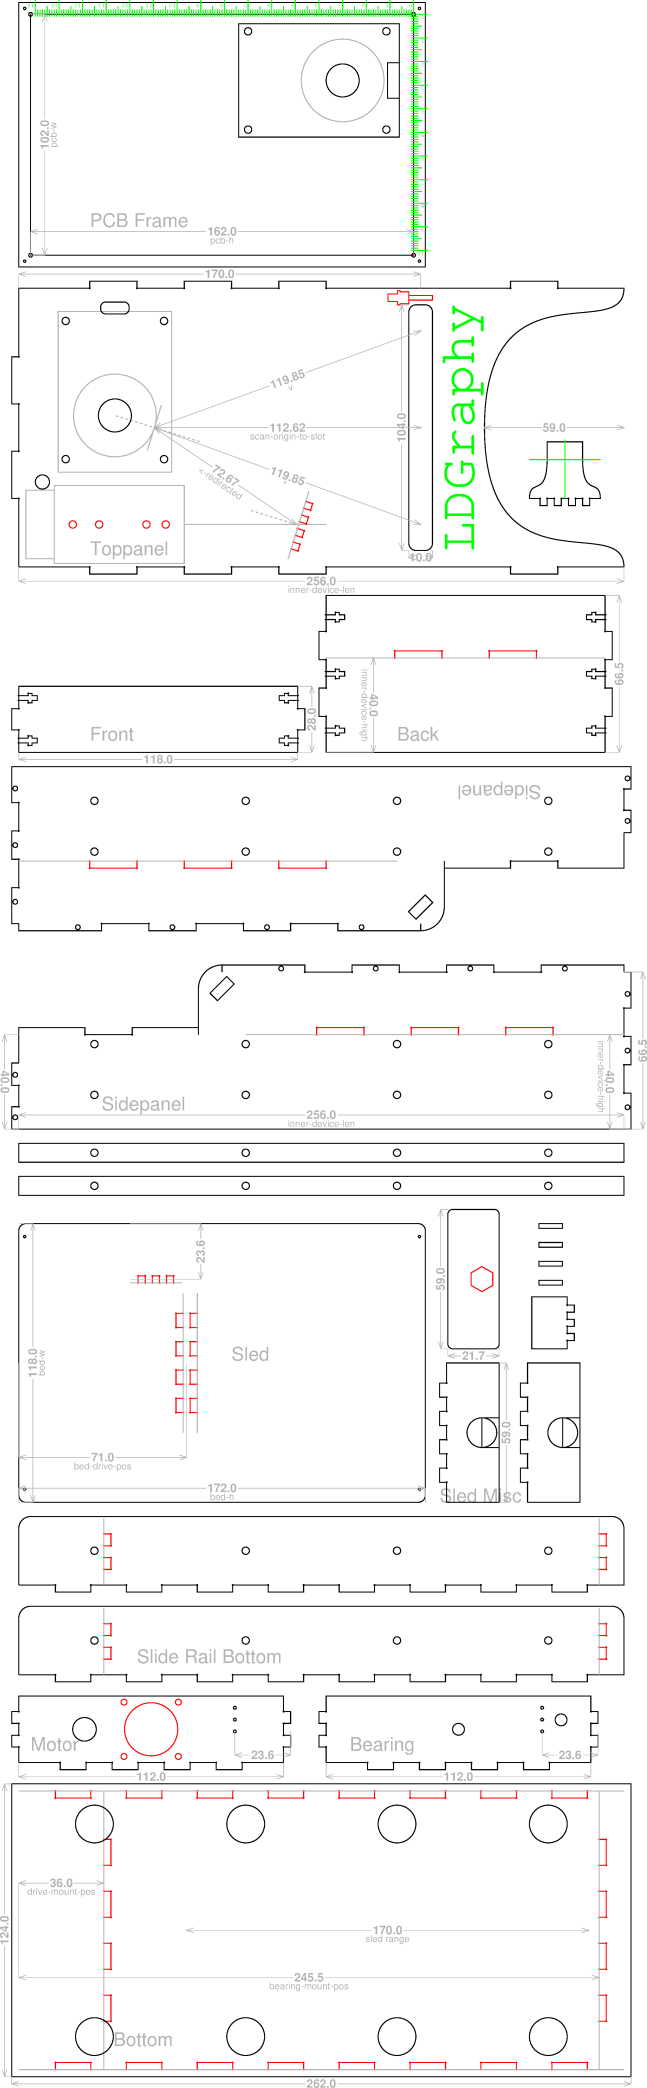 102.0
pcb-w
PCB Frame
162.0
pcb-h
170.0
119.85
112.62
scan-origin-to-slot
104.0
LDGraphy
59.0
72.67
<-redirected
119.85
Toppanel
10.0
256.0
inner-device-len
66.5
40.0
inner-device-high
28.0
Front
Back
118.0
Sidepanel
40.0
66.5
40.0
inner-device-high
Sidepanel
256.0
inner-device-len
23.6
59.0
118.0
bed-w
Sled
21.7
59.0
71.0
bed-drive-pos
172.0
bed-h
Sled Misc
Slide Rail Bottom
Motor
23.6
Bearing
23.6
112.0
112.0
36.0
drive-mount-pos
124.0
170.0
sled range
245.5
bearing-mount-pos
Bottom
262.0